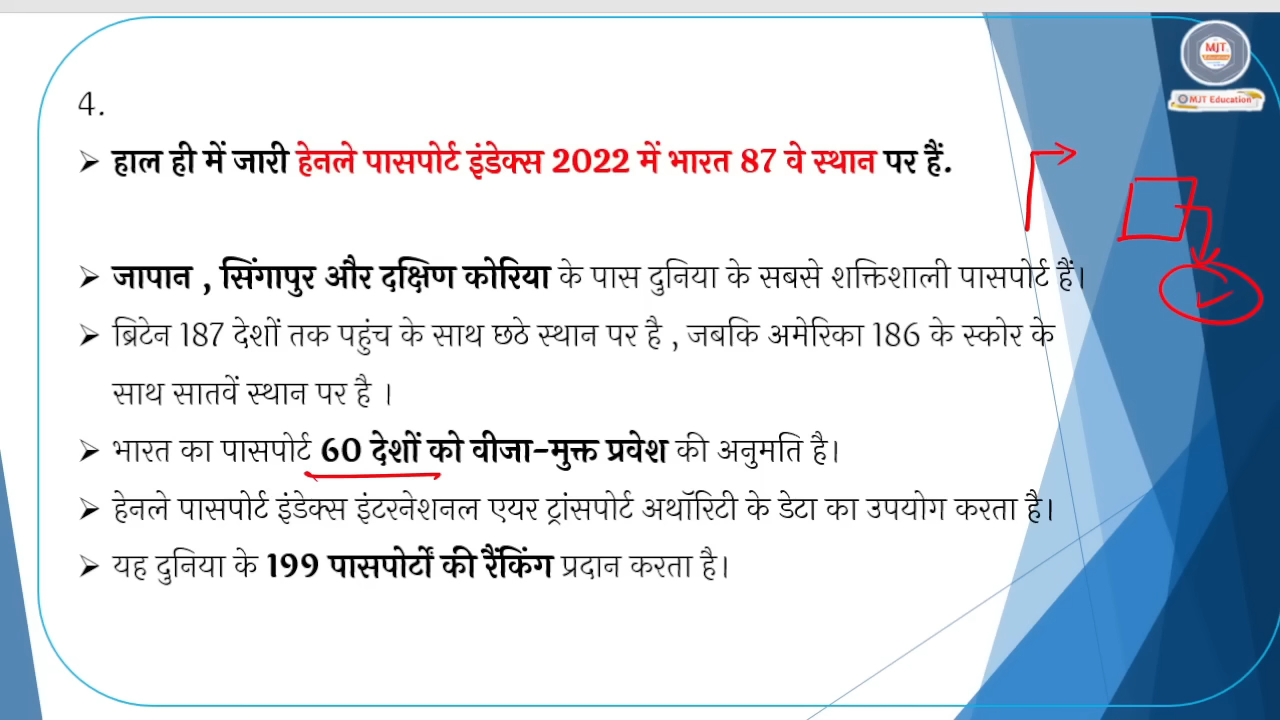 MJT
Education
MJT Education
4.
➢ हाल ही में जारी हेनले पासपोर्ट इंडेक्स 2022 में भारत 87 वे स्थान पर हैं.
➢ जापान , सिंगापुर और दक्षिण कोरिया के पास दुनिया के सबसे शक्तिशाली पासपोर्ट हैं।
➢ ब्रिटेन 187 देशों तक पहुंच के साथ छठे स्थान पर है , जबकि अमेरिका 186 के स्कोर के
साथ सातवें स्थान पर है ।
➢ भारत का पासपोर्ट 60 देशों को वीजा-मुक्त प्रवेश की अनुमति है।
➢ हेनले पासपोर्ट इंडेक्स इंटरनेशनल एयर ट्रांसपोर्ट अथॉरिटी के डेटा का उपयोग करता है।
➢ यह दुनिया के 199 पासपोर्टों की रैंकिंग प्रदान करता है।